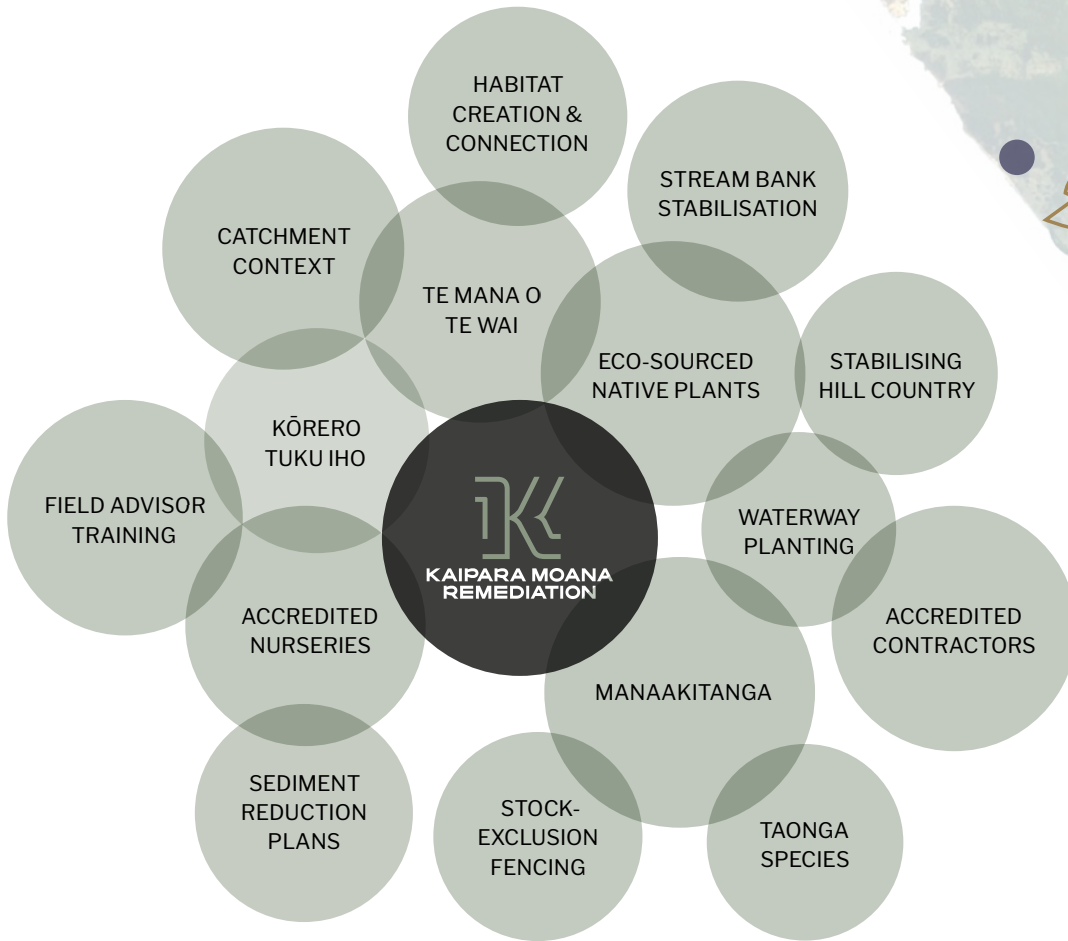 HABITAT
CREATION &
CONNECTION
STREAM BANK
STABILISATION
CATCHMENT
CONTEXT
TE MANA O
TE WAI
ECO-SOURCED
NATIVE PLANTS
STABILISING
HILL COUNTRY
KŌRERO
TUKU IHO
FIELD ADVISOR
TRAINING
WATERWAY
PLANTING
KAIPARA MOANA
REMEDIATION
ACCREDITED
NURSERIES
ACCREDITED
CONTRACTORS
MANAAKITANGA
SEDIMENT
REDUCTION
PLANS
STOCK-
EXCLUSION
FENCING
TAONGA
SPECIES